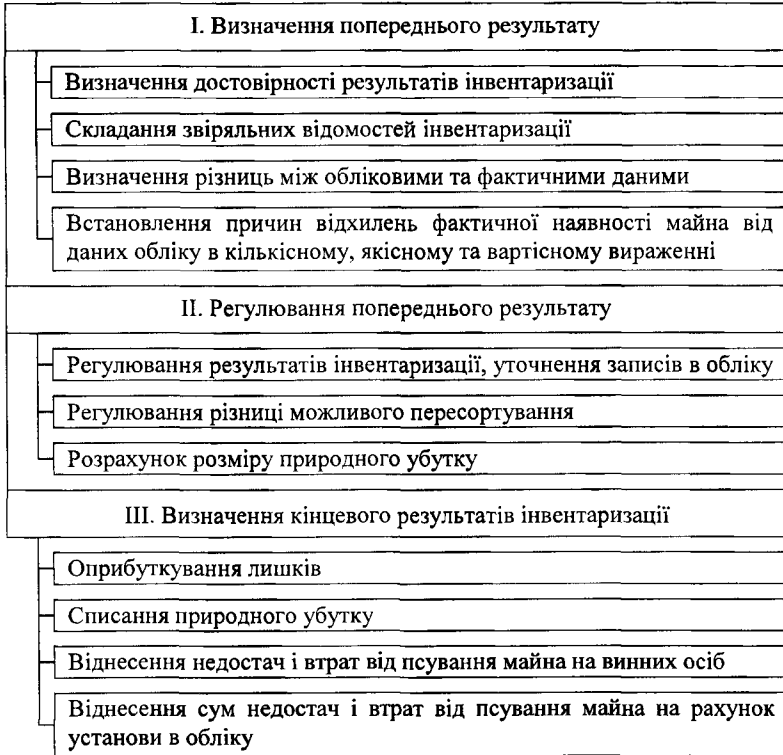 I. Визначення попереднього результату
Визначення достовірності результатів інвентаризації
Складання звіряльних відомостей інвентаризації
Визначення різниць між обліковими та фактичними даними
Встановлення причин відхилень фактичної наявності майна від
даних обліку в кількісному, якісному та вартісному вираженні
II. Регулювання попереднього результату
Регулювання результатів інвентаризації, уточнення записів в обліку
Регулювання різниці можливого пересортування
Розрахунок розміру природного убутку
III. Визначення кінцевого результатів інвентаризації
Оприбуткування лишків
Списання природного убутку
Віднесення недостач і втрат від псування майна на винних осіб
Віднесення сум недостач і втрат від псування майна на рахунок
установи в обліку